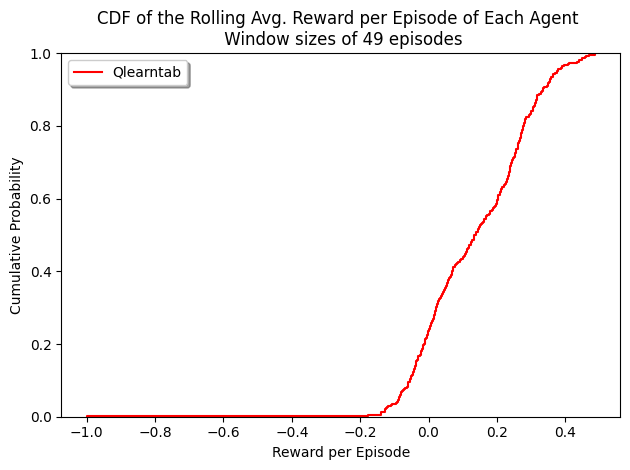 CDF of the Rolling Avg. Reward per Episode of Each Agent
Window sizes of 49 episodes
Qlearntab
Cumulative Probability
1.0
0.8
0.6
0.4
0.2
0.0
−1.0 −0.8 −0.6 −0.4 −0.2 0.0 0.2 0.4
Reward per Episode